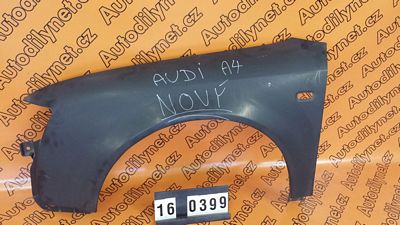 AUDI A4
NOVÝ
16 0399
Autodilynet.cz